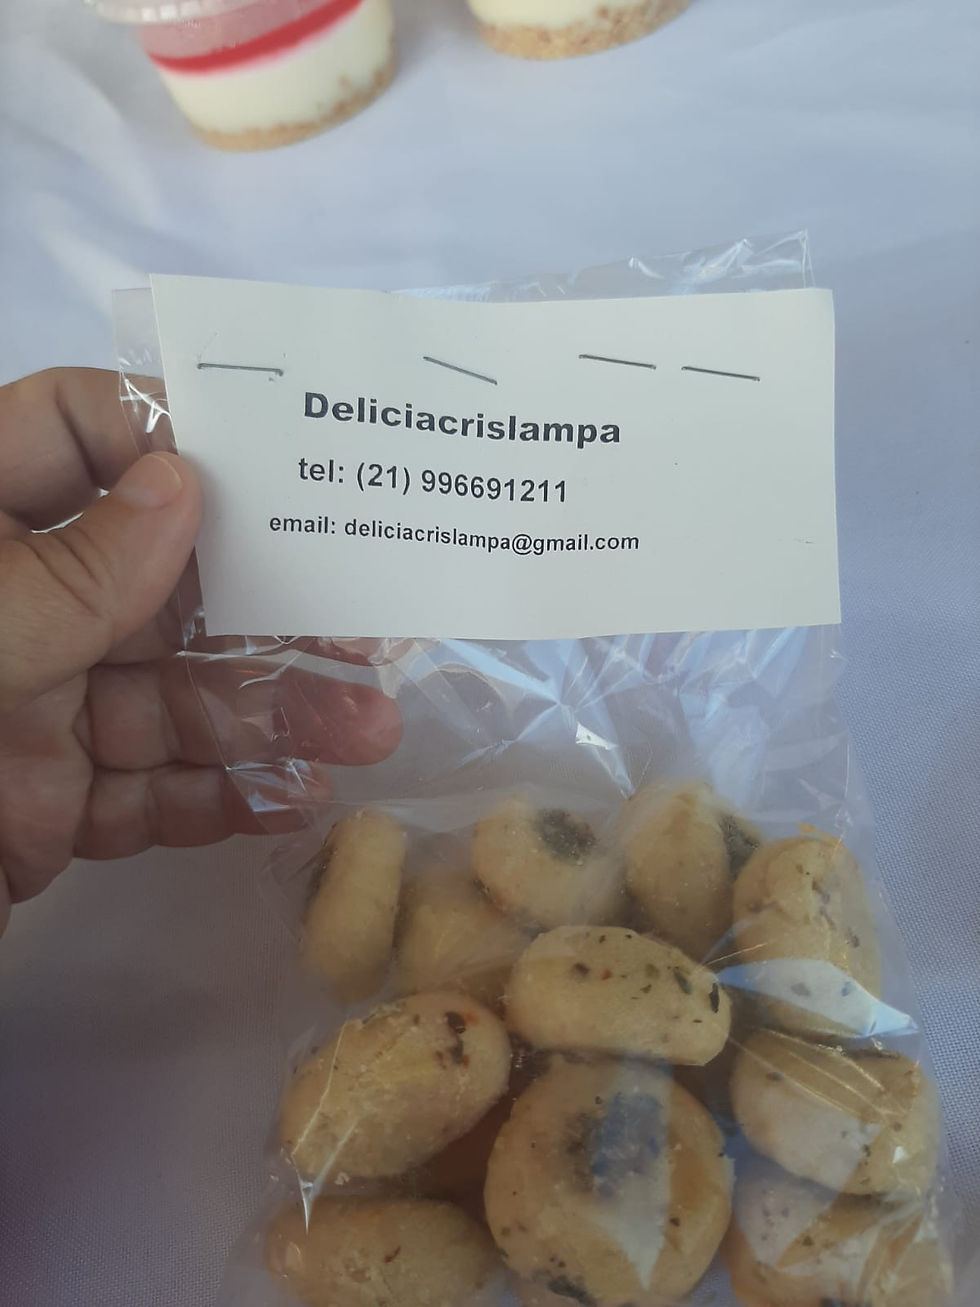 Deliciacrislampa
tel: (21) 996691211
email: deliciacrislampa@gmail.com